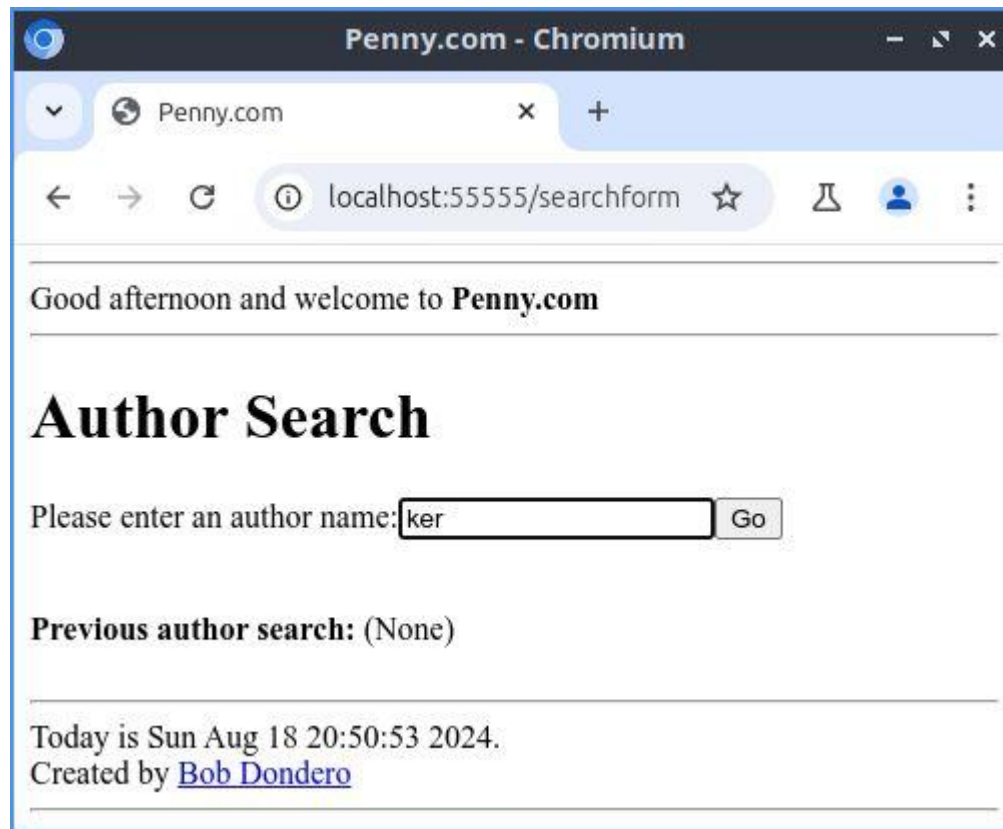 Penny.com - Chromium
Penny.com
localhost:55555/searchform
Good afternoon and welcome to Penny.com
Author Search
Please enter an author name: ker Go
Previous author search: (None)
Today is Sun Aug 18 20:50:53 2024.
Created by Bob Dondero